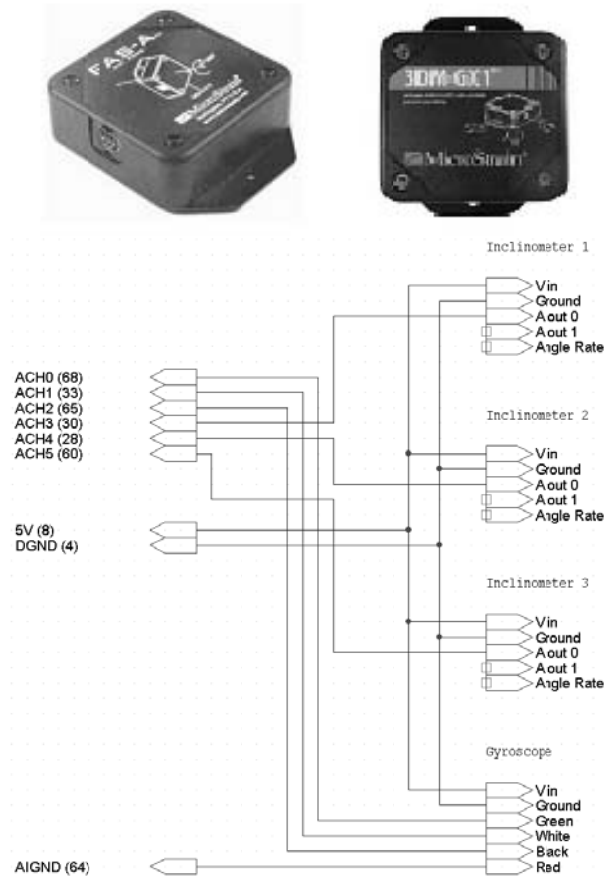 FAS-A
MicroStrain
3DM-GX1
MicroStrain
Inclinometer 1
Vin
Ground
Aout 0
Aout 1
Angle Rate
ACH0 (68)
ACH1 (33)
ACH2 (65)
ACH3 (30)
ACH4 (28)
ACH5 (60)
Inclinometer 2
Vin
Ground
Aout 0
Aout 1
Angle Rate
5V (8)
DGND (4)
Inclinometer 3
Vin
Ground
Aout 0
Aout 1
Angle Rate
Gyroscope
Vin
Ground
Green
White
Back
Red
AIGND (64)